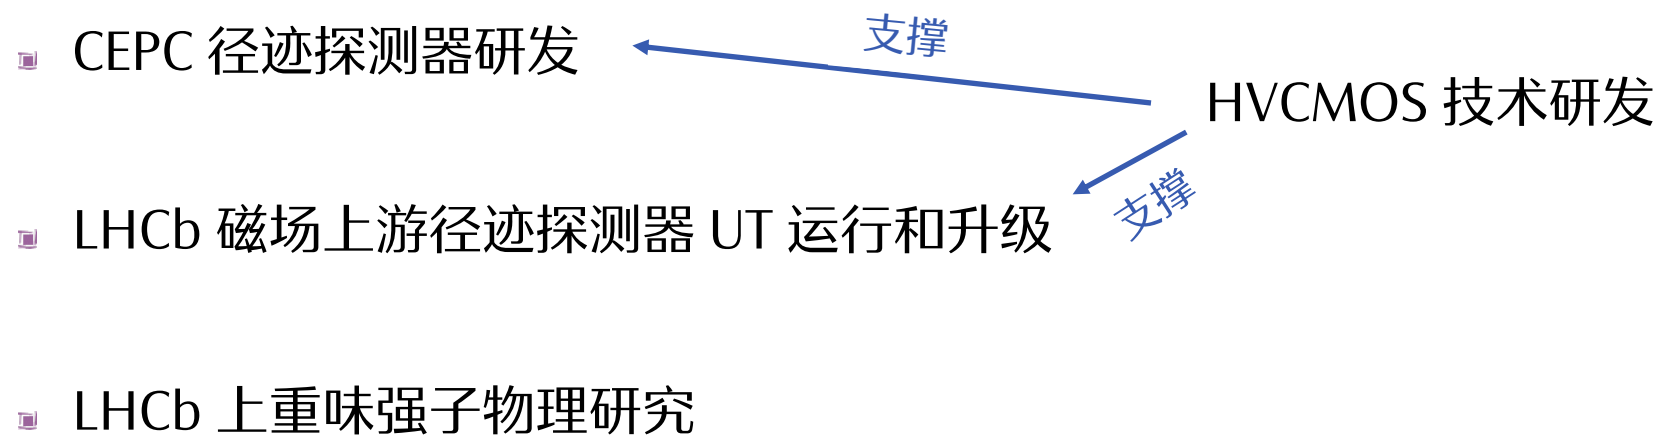 CEPC 径迹探测器研发
支撑
HVCMOS 技术研发
支撑
LHCb 磁场上游径迹探测器 UT 运行和升级
LHCb 上重味强子物理研究